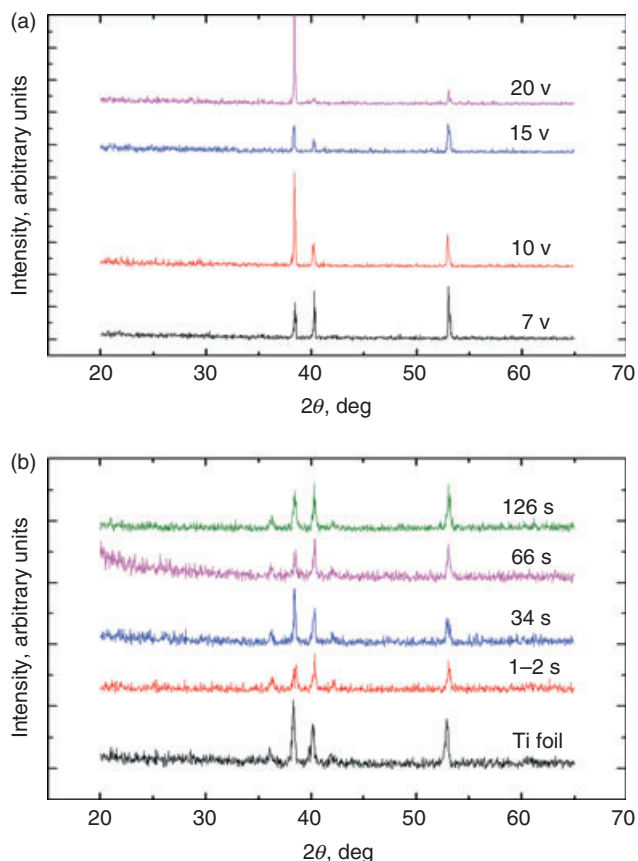 (a)
Intensity, arbitrary units
20 v
15 v
10 v
7 v
20 30 40 50 60 70
2θ, deg
(b)
Intensity, arbitrary units
126 s
66 s
34 s
1–2 s
Ti foil
20 30 40 50 60 70
2θ, deg